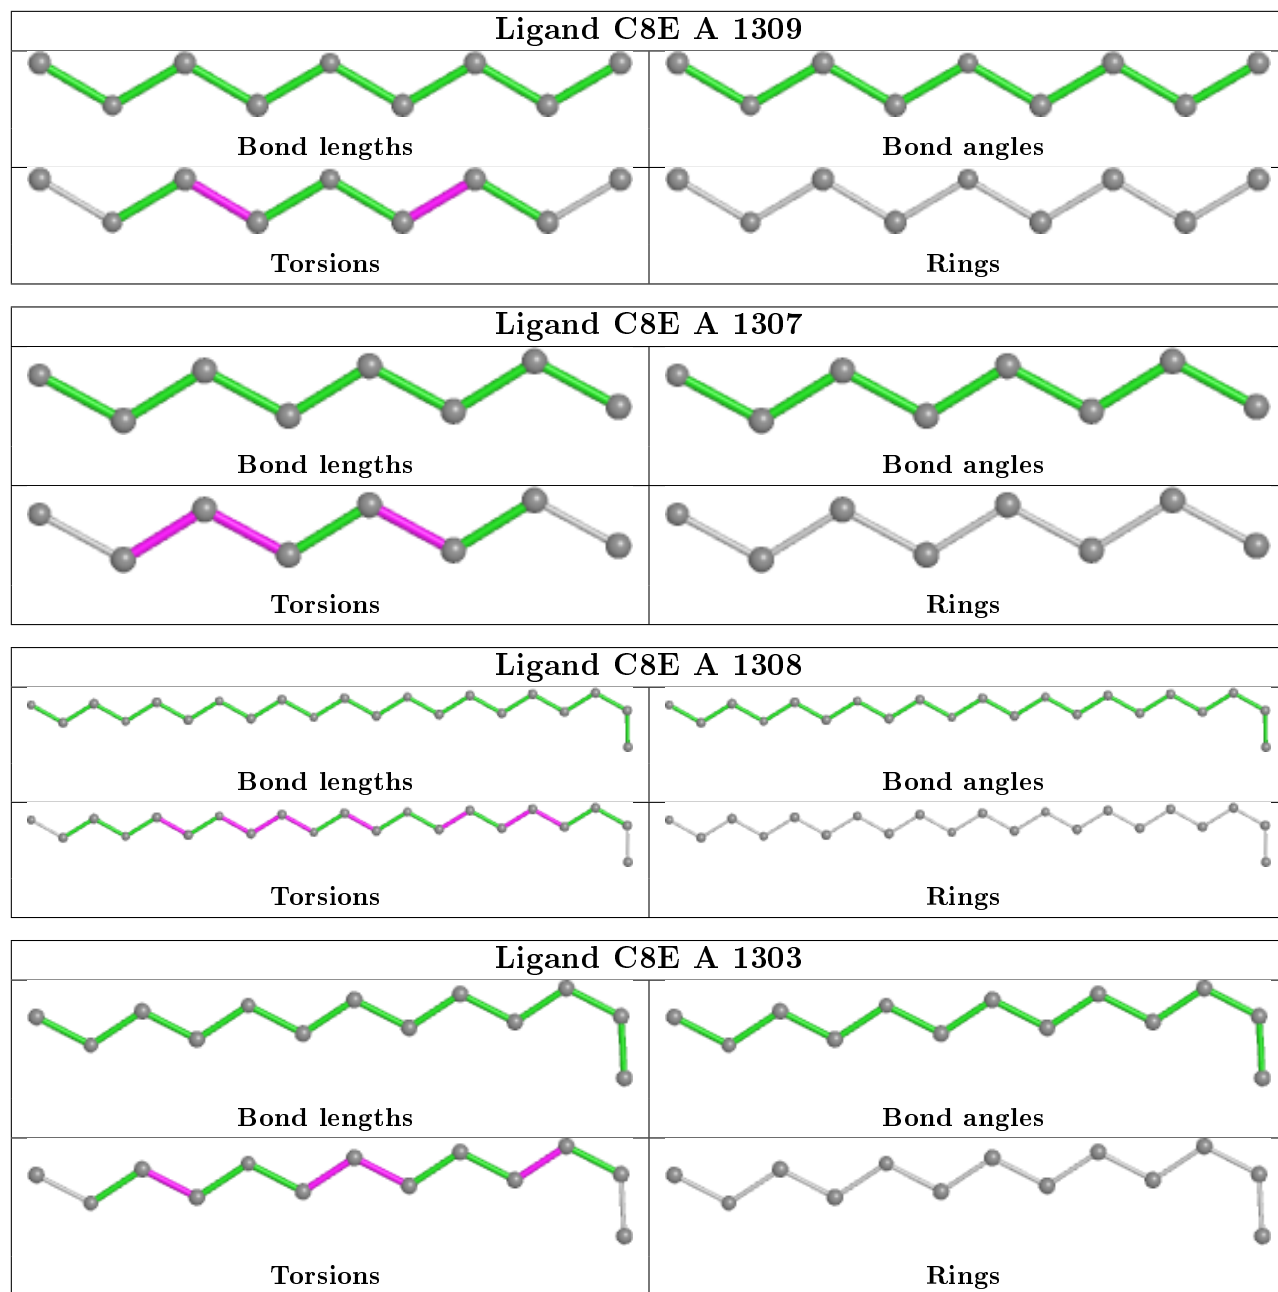 Ligand C8E A 1309
Bond lengths
Bond angles
Torsions
Rings
Ligand C8E A 1307
Bond lengths
Bond angles
Torsions
Rings
Ligand C8E A 1308
Bond lengths
Bond angles
Torsions
Rings
Ligand C8E A 1303
Bond lengths
Bond angles
Torsions
Rings